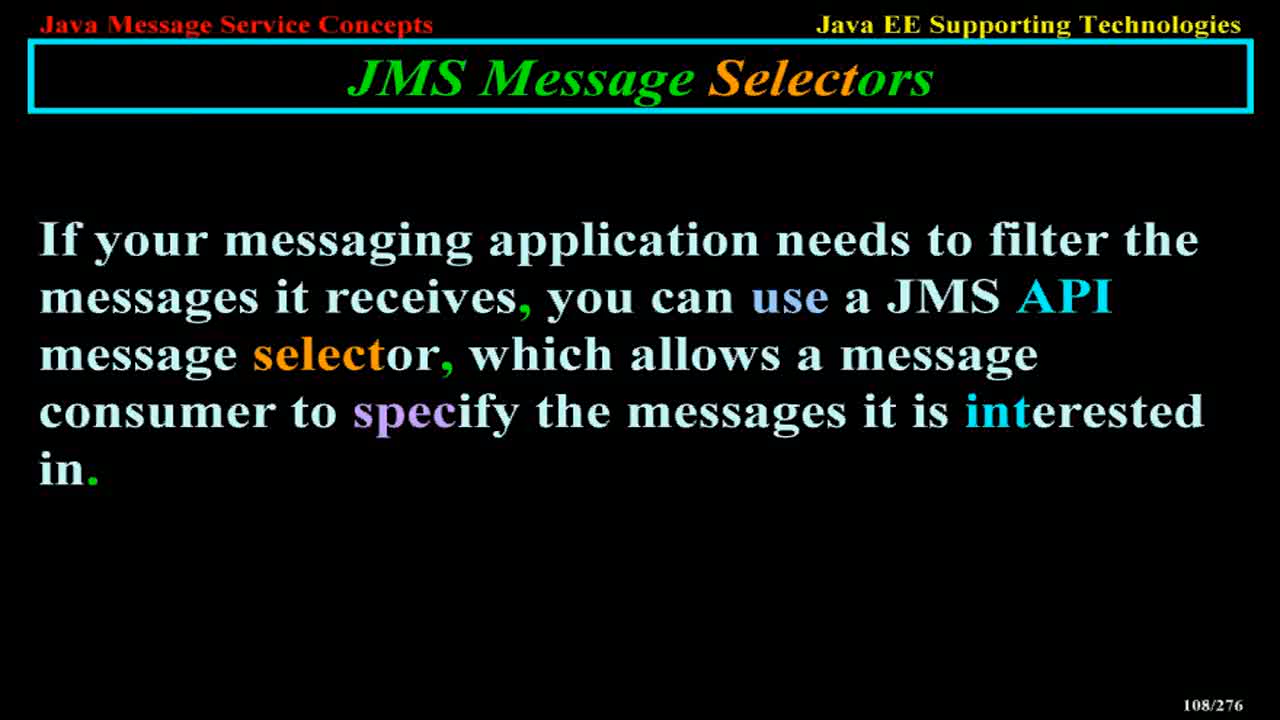 Java Message Service Concepts
Java EE Supporting Technologies
JMS Message Selectors
If your messaging application needs to filter the
messages it receives, you can use a JMS API
message selector, which allows a message
consumer to specify the messages it is interested
in.
108/276